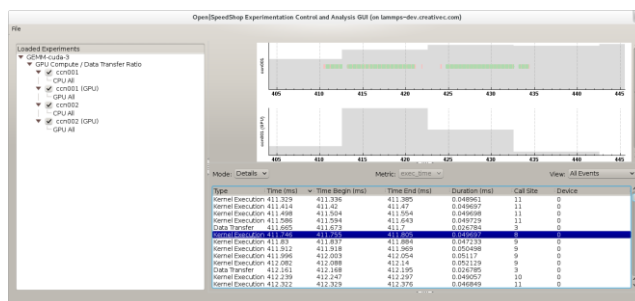 Open|SpeedShop Experimentation Control and Analysis GUI (on lammps-dev.creativec.com)
File
Loaded Experiments
GEMM-cuda-3
GPU Compute / Data Transfer Ratio
ccn001
CPU All
ccn001 (GPU)
GPU All
ccn002
CPU All
ccn002 (GPU)
GPU All
ccn001
405 410 415 420 425 430 435 440 445
ccn001 (GPU)
405 410 415 420 425 430 435 440 445
Mode: Details Metric: exec_time View: All Events
Type Time (ms) Time Begin (ms) Time End (ms) Duration (ms) Call Site Device
Kernel Execution 411.329 411.336 411.385 0.048961 11 0
Kernel Execution 411.414 411.42 411.47 0.049697 11 0
Kernel Execution 411.498 411.504 411.554 0.049698 11 0
Kernel Execution 411.586 411.594 411.643 0.049729 11 0
Data Transfer 411.665 411.673 411.7 0.026784 3 0
Kernel Execution 411.746 411.755 411.805 0.049697 8 0
Kernel Execution 411.83 411.837 411.884 0.047233 9 0
Kernel Execution 411.912 411.918 411.969 0.050498 9 0
Kernel Execution 411.996 412.003 412.054 0.05117 9 0
Kernel Execution 412.082 412.088 412.14 0.052129 9 0
Data Transfer 412.161 412.168 412.195 0.026785 3 0
Kernel Execution 412.239 412.247 412.297 0.049057 10 0
Kernel Execution 412.322 412.329 412.376 0.046849 11 0